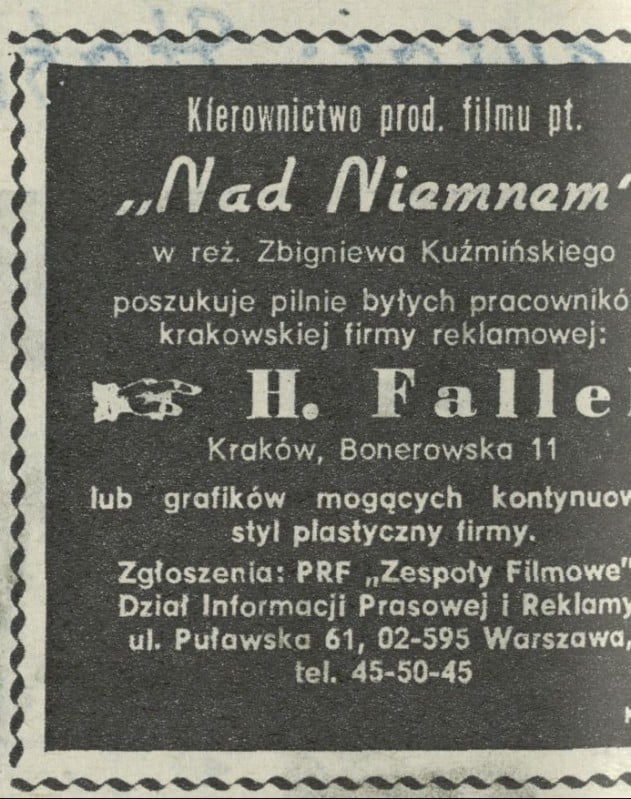 Kierownictwo prod. filmu pt.
„Nad Niemnem"
w reż. Zbigniewa Kuźmińskiego
poszukuje pilnie byłych pracownikó
krakowskiej firmy reklamowej:
H. Falle
Kraków, Bonerowska 11
lub grafików mogących kontynuow
styl plastyczny firmy.
Zgłoszenia: PRF „Zespoły Filmowe"
Dział Informacji Prasowej i Reklamy
ul. Puławska 61, 02-595 Warszawa,
tel. 45-50-45